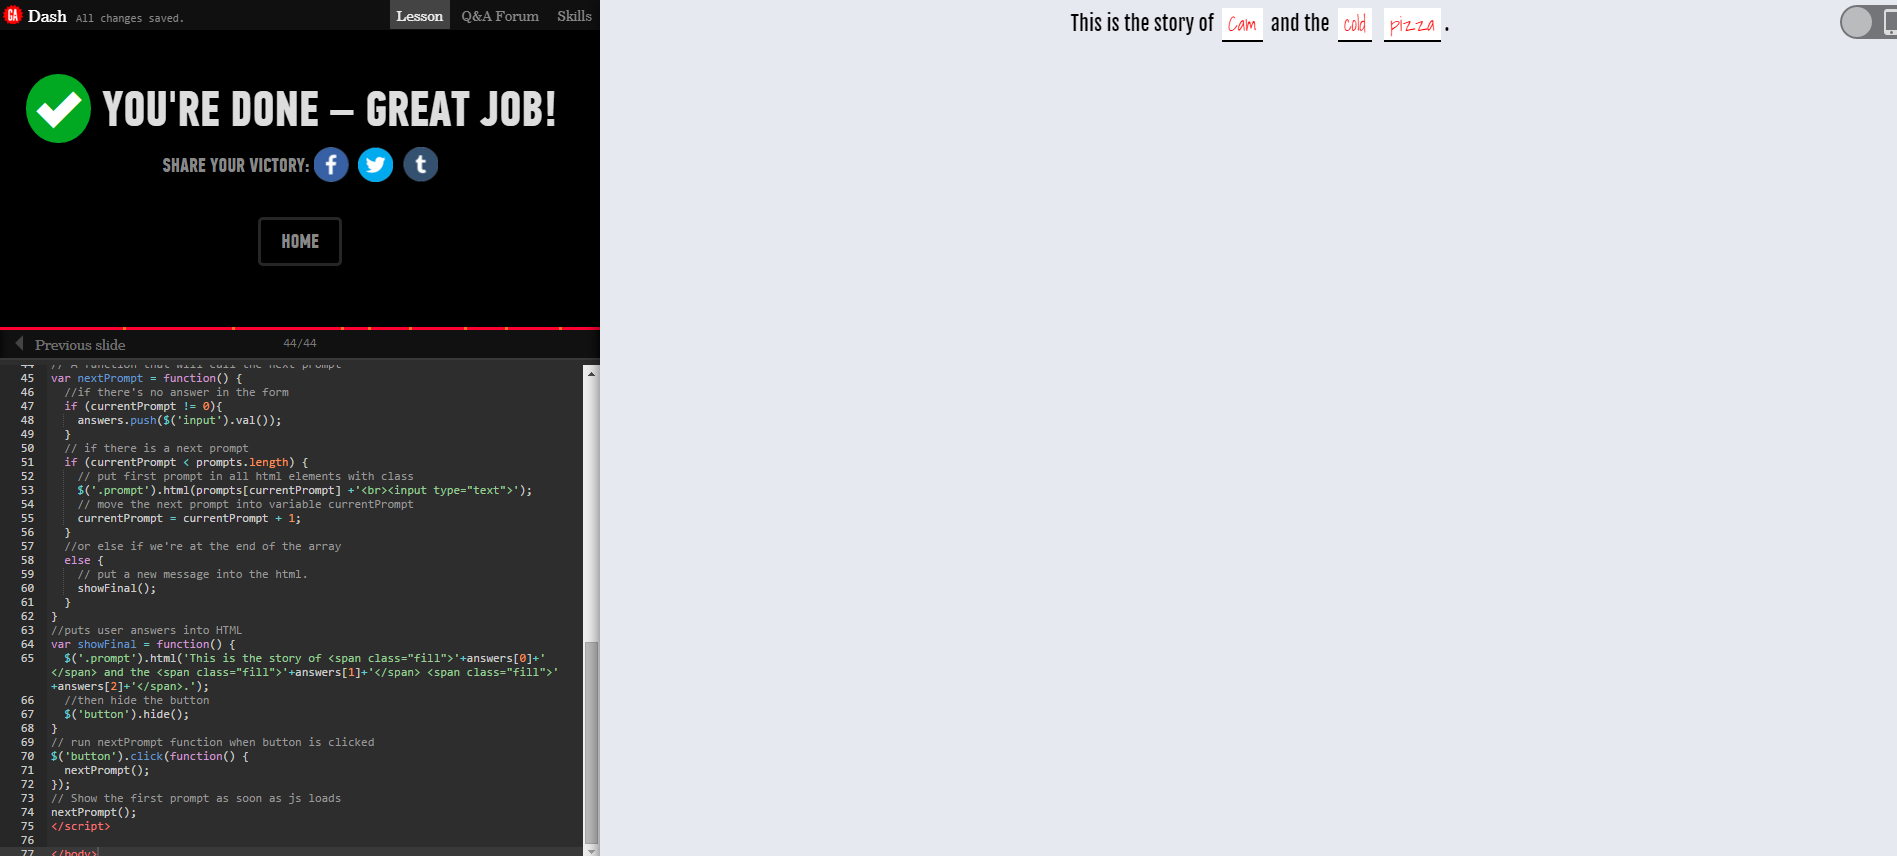 GA Dash All changes saved. Lesson Q&A Forum Skills
YOU'RE DONE – GREAT JOB!
SHARE YOUR VICTORY: f t
HOME
Previous slide 44/44
44 // A function that will call the next prompt
45 var nextPrompt = function() {
46 //if there's no answer in the form
47 if (currentPrompt != 0){
48 answers.push($('input').val());
49 }
50 // if there is a next prompt
51 if (currentPrompt < prompts.length) {
52 // put first prompt in all html elements with class
53 $('.prompt').html(prompts[currentPrompt] +'<br><input type="text">');
54 // move the next prompt into variable currentPrompt
55 currentPrompt = currentPrompt + 1;
56 }
57 //or else if we're at the end of the array
58 else {
59 // put a new message into the html.
60 showFinal();
61 }
62 }
63 //puts user answers into HTML
64 var showFinal = function() {
65 $('.prompt').html('This is the story of <span class="fill">'+answers[0]+'
</span> and the <span class="fill">'+answers[1]+'</span> <span class="fill">'
+answers[2]+'</span>.');
66 //then hide the button
67 $('button').hide();
68 }
69 // run nextPrompt function when button is clicked
70 $('button').click(function() {
71 nextPrompt();
72 });
73 // Show the first prompt as soon as js loads
74 nextPrompt();
75 </script>
76
77 </body>
This is the story of Cam and the cold pizza.